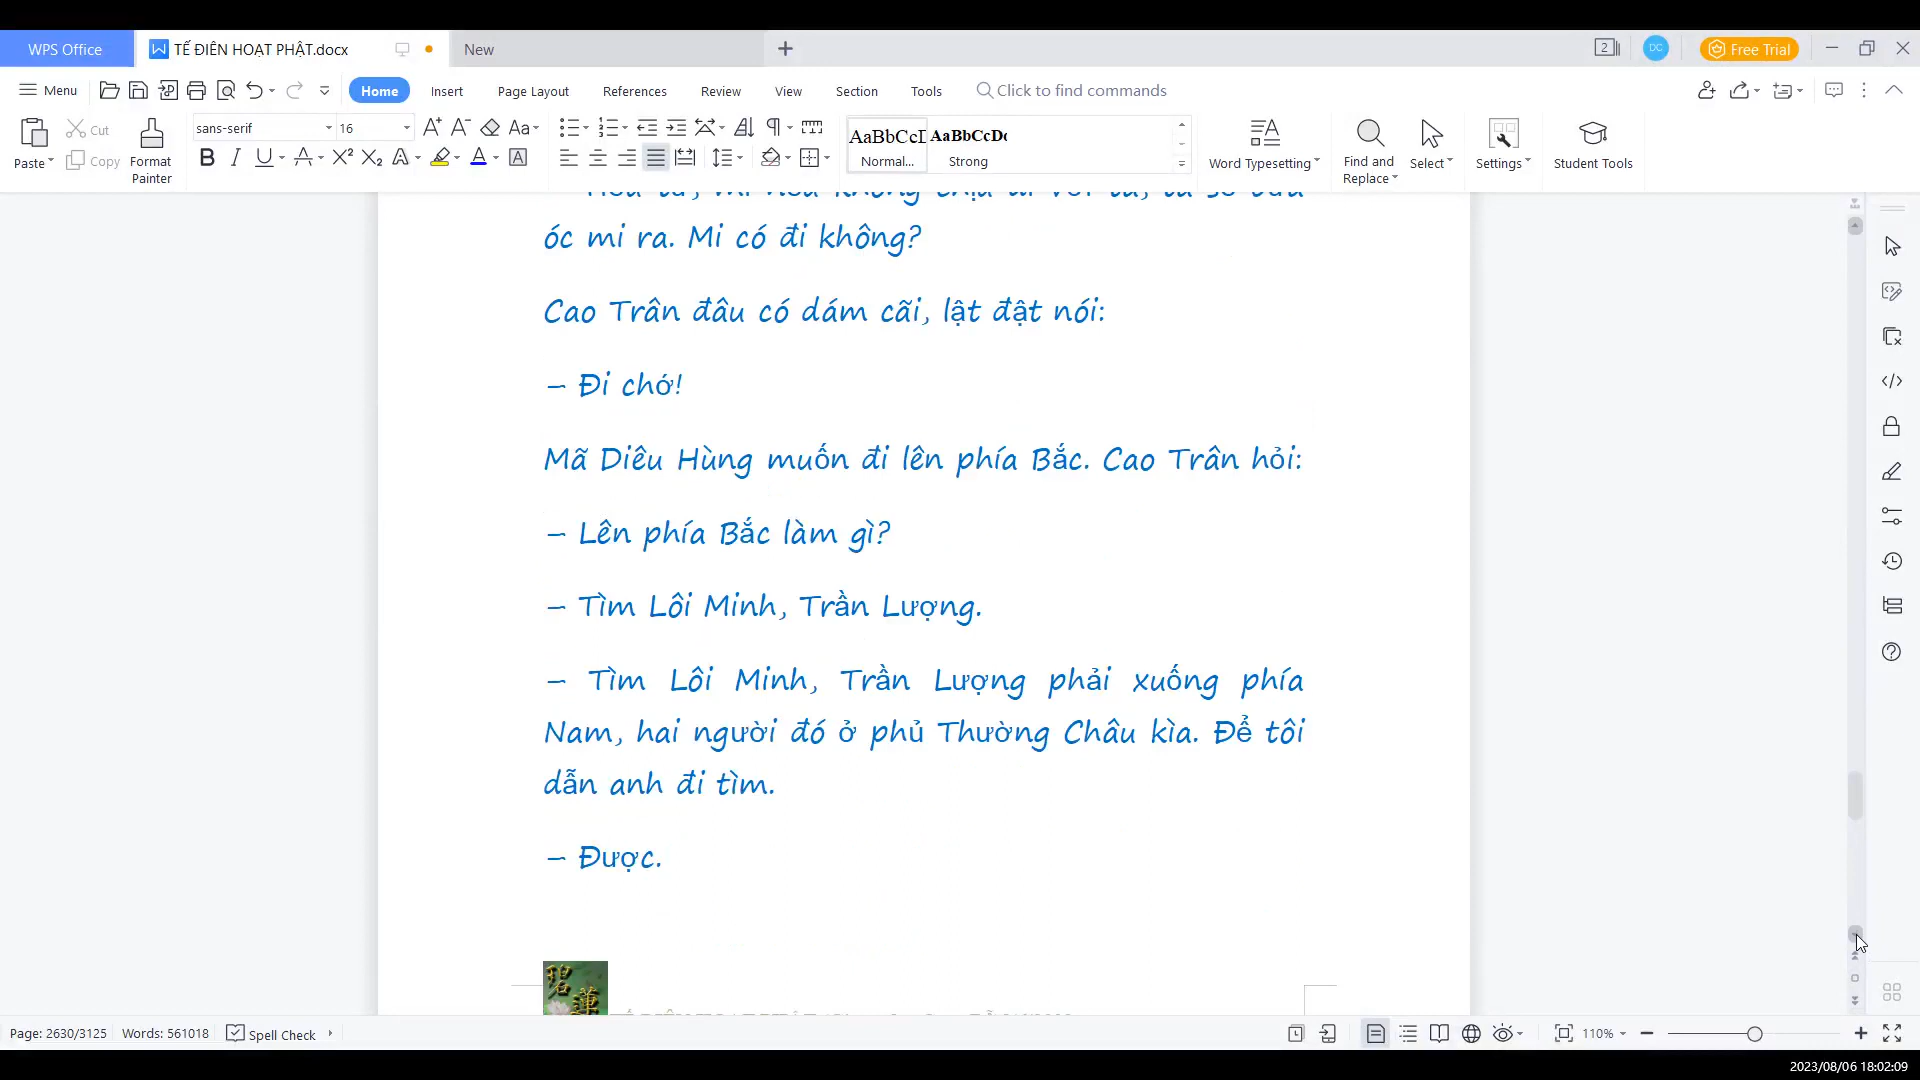 WPS Office
TẾ ĐIÊN HOẠT PHẬT.docx
New
2
DC
Free Trial
Menu
Home
Insert
Page Layout
References
Review
View
Section
Tools
Click to find commands
Paste
Cut
Copy
Format
Painter
sans-serif
16
AaBbCcD
Normal...
AaBbCcDc
Strong
Word Typesetting
Find and
Replace
Select
Settings
Student Tools
óc mi ra. Mi có đi không?
Cao Trân đâu có dám cãi, lật đật nói:
– Đi chớ!
Mã Diêu Hùng muốn đi lên phía Bắc. Cao Trân hỏi:
– Lên phía Bắc làm gì?
– Tìm Lôi Minh, Trần Lượng.
– Tìm Lôi Minh, Trần Lượng phải xuống phía
Nam, hai người đó ở phủ Thường Châu kìa. Để tôi
dẫn anh đi tìm.
– Được.
碧
蓮
Page: 2630/3125
Words: 561018
Spell Check
110%
2023/08/06 18:02:09